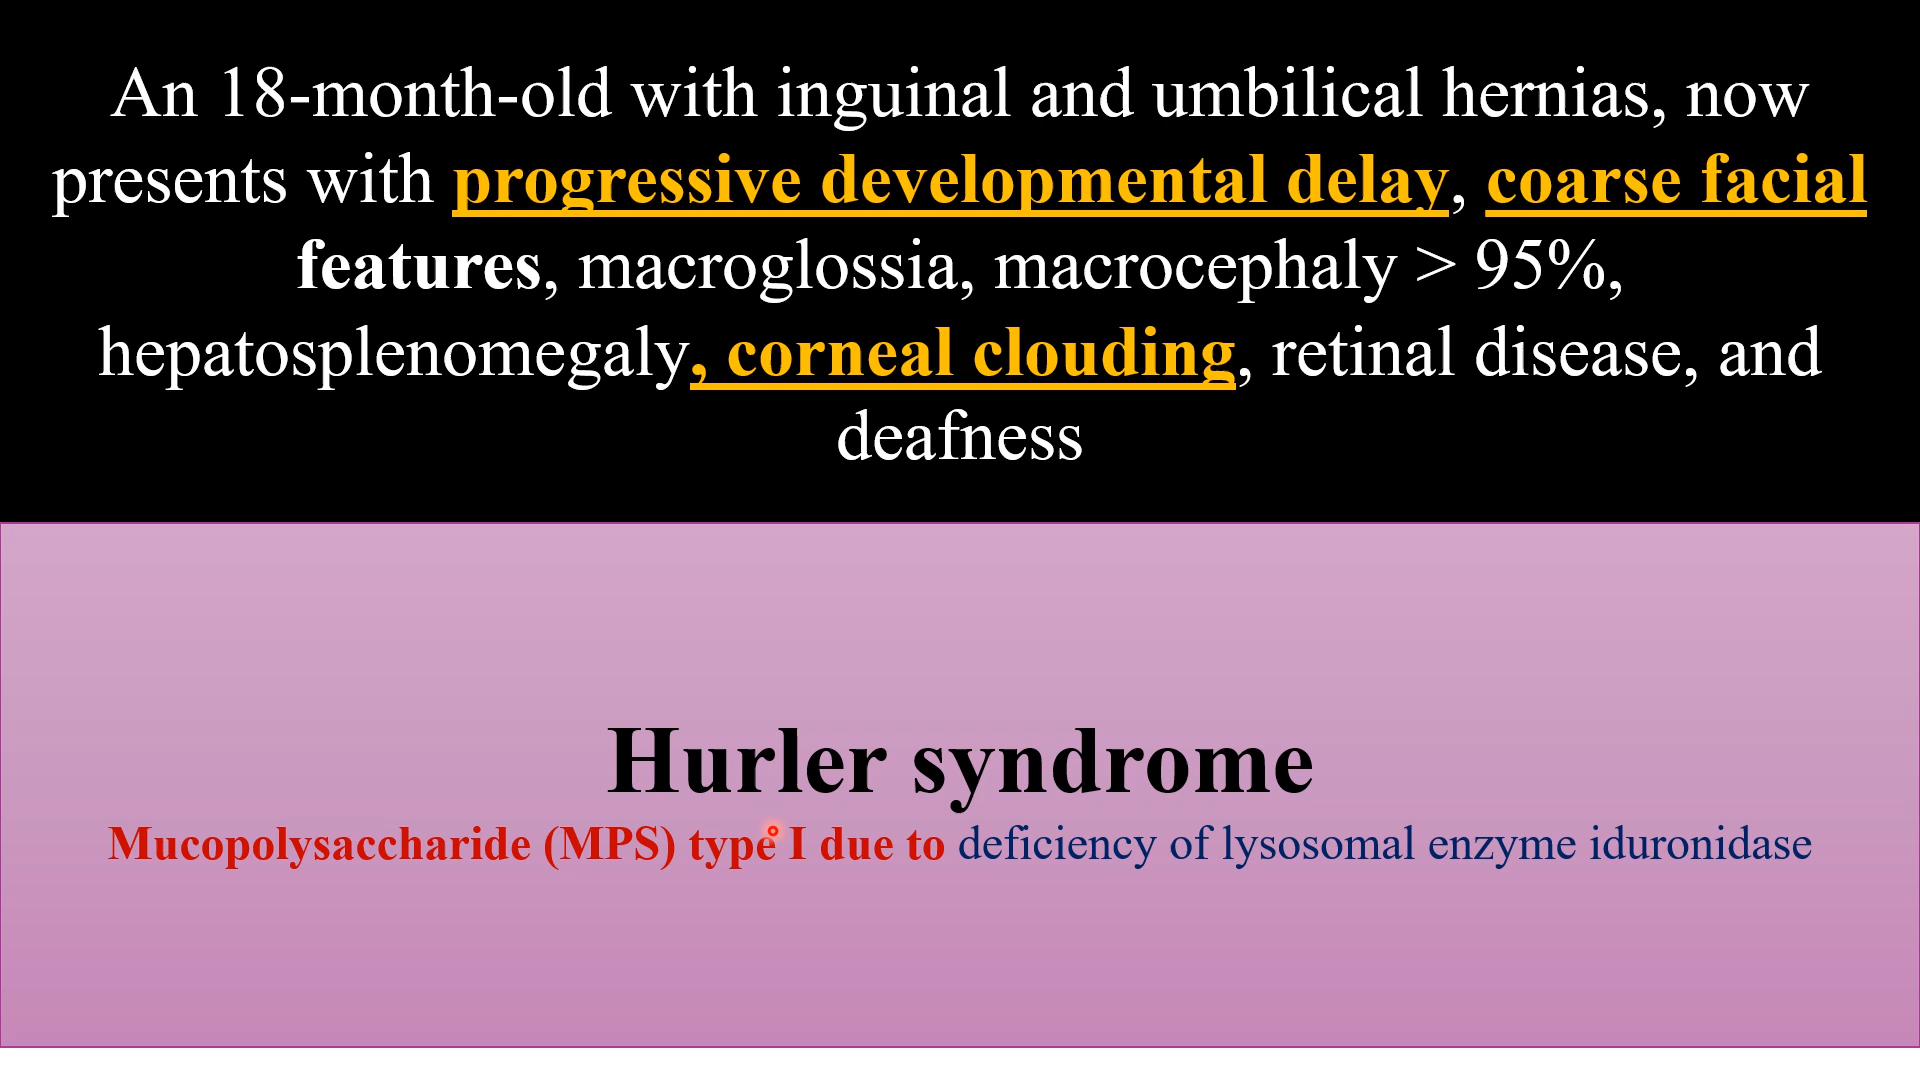 An 18-month-old with inguinal and umbilical hernias, now
presents with progressive developmental delay, coarse facial
features, macroglossia, macrocephaly > 95%,
hepatosplenomegaly, corneal clouding, retinal disease, and
deafness
Hurler syndrome
Mucopolysaccharide (MPS) type I due to deficiency of lysosomal enzyme iduronidase